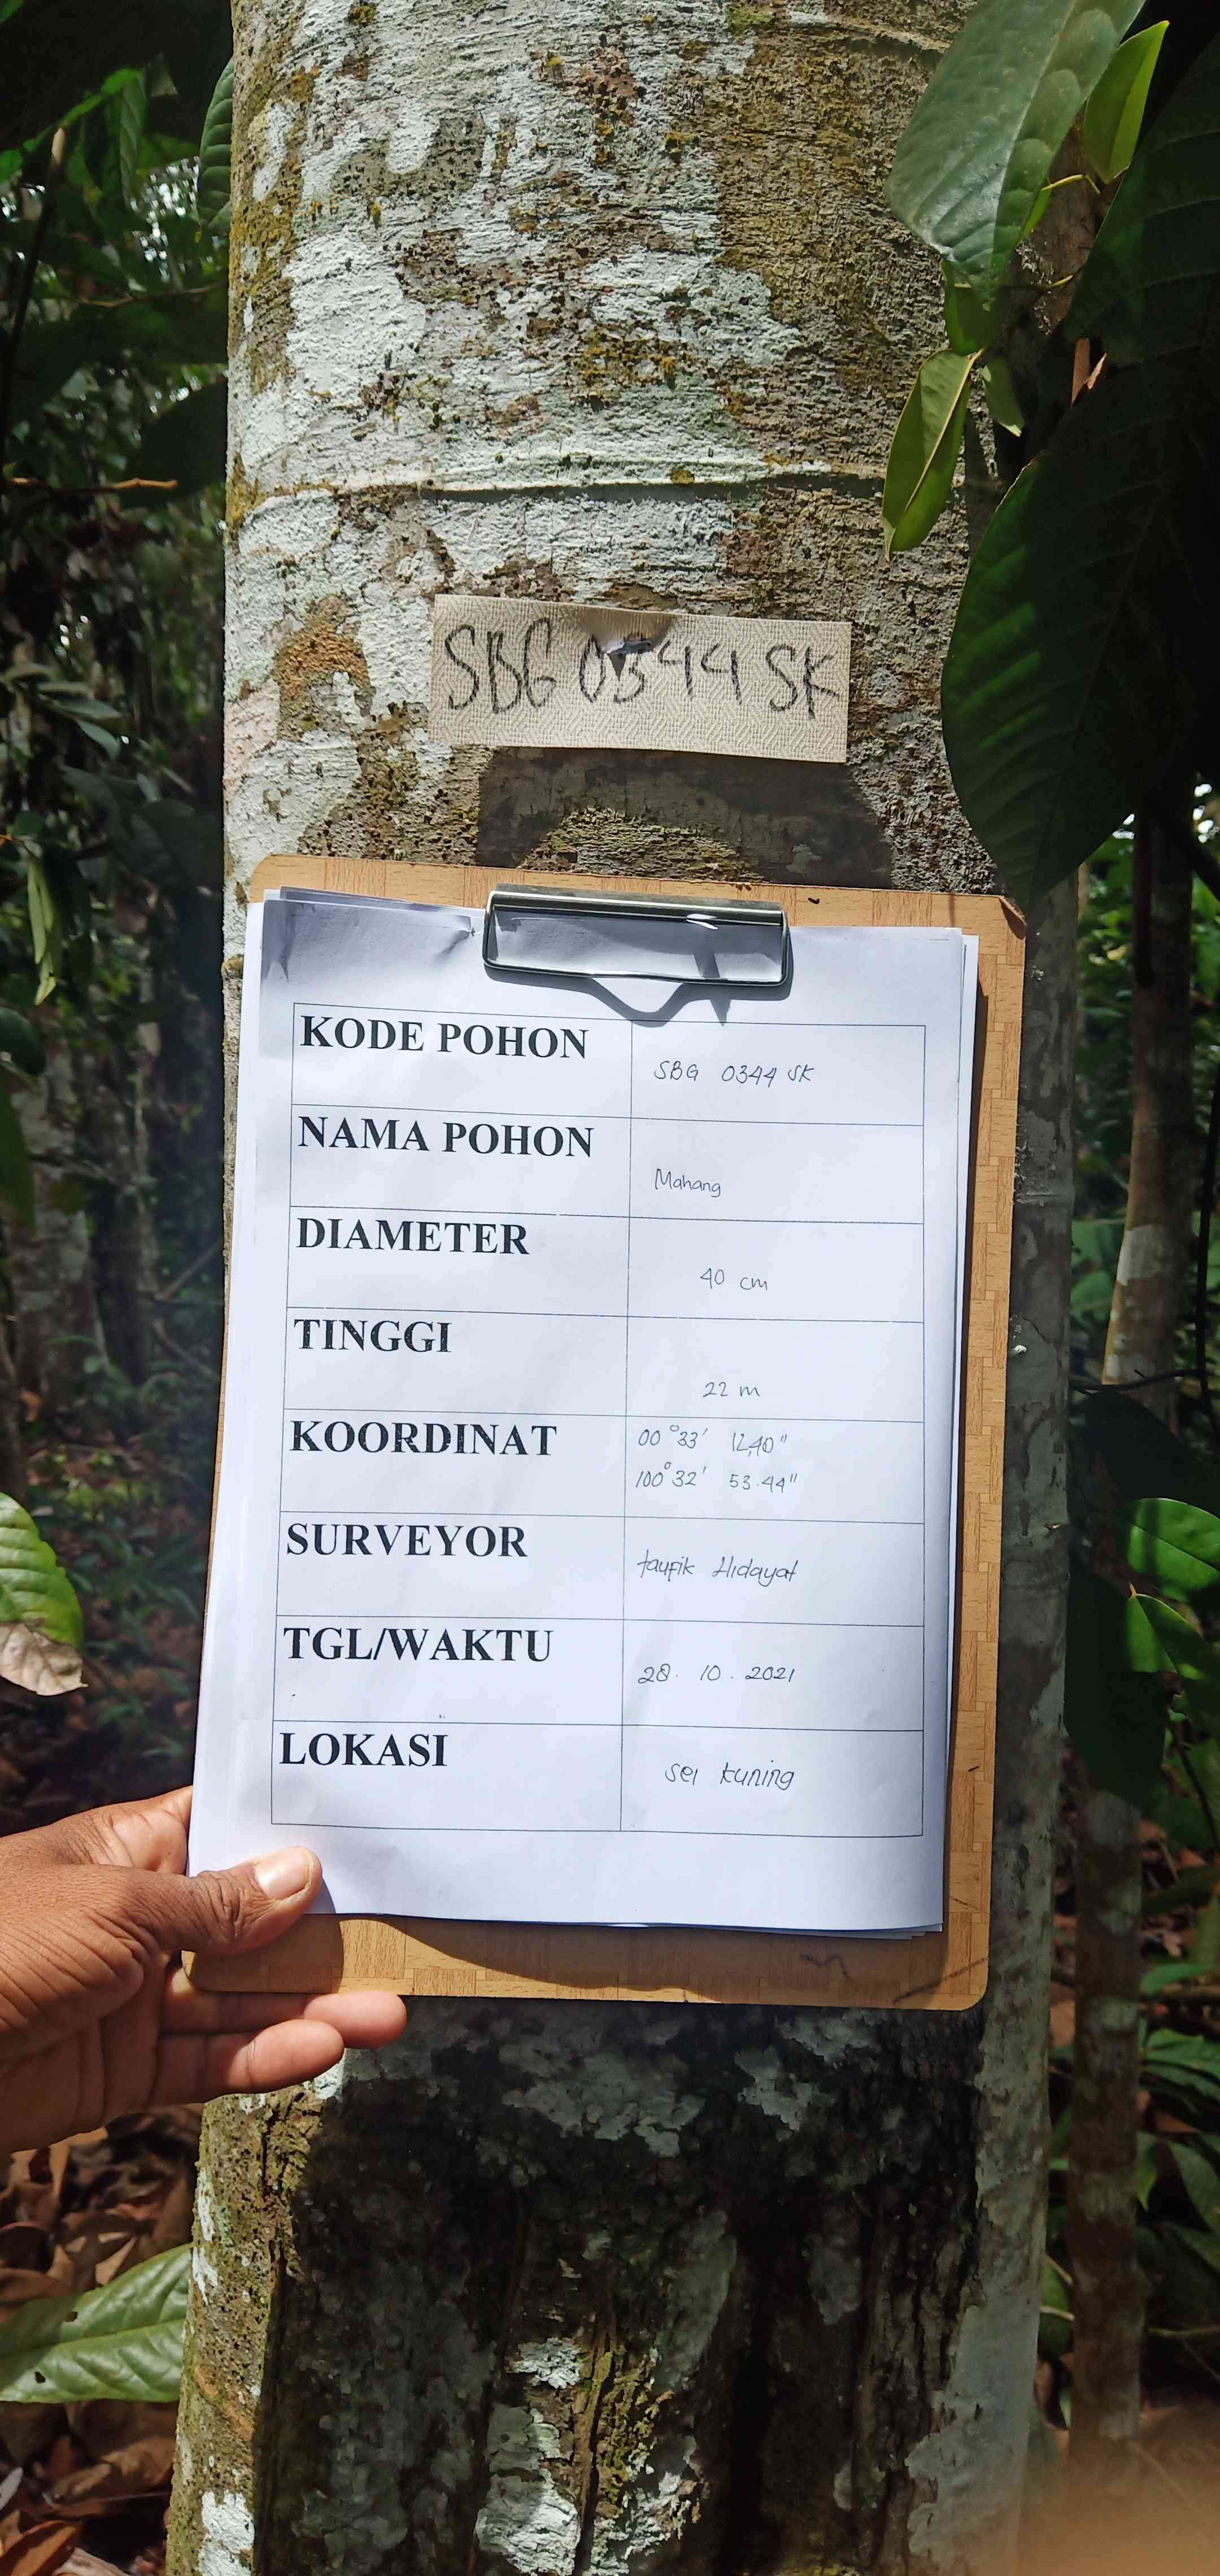 SBG 0344 SK
KODE POHON SBG 0344 SK
NAMA POHON Mahang
DIAMETER 40 cm
TINGGI 22 m
KOORDINAT 00°33' 12,40"
100°32' 53.44"
SURVEYOR taufik Hidayat
TGL/WAKTU 28. 10. 2021
LOKASI sei kuning